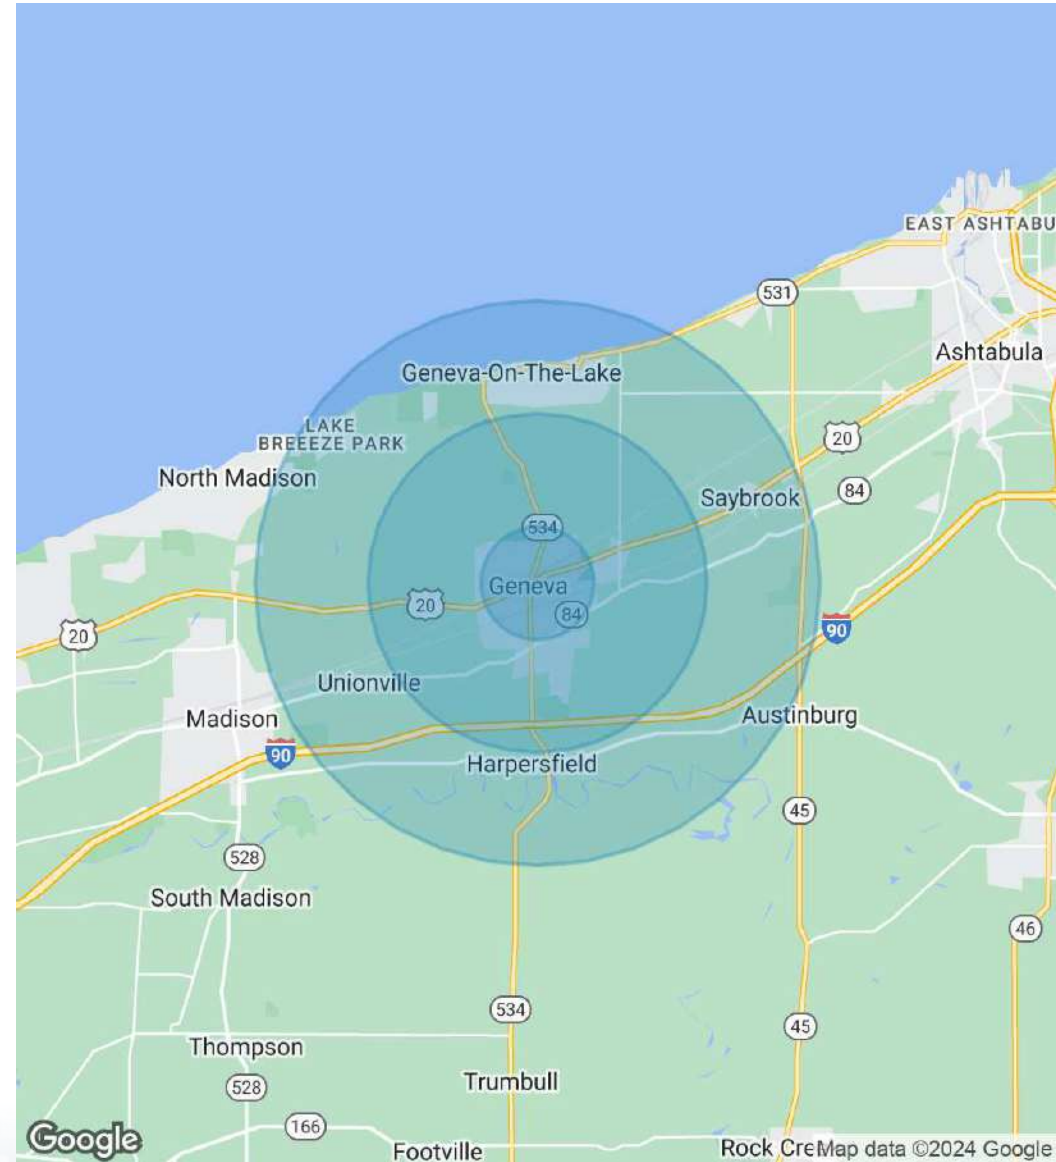 EAST ASHTABU
531
Ashtabula
Geneva-On-The-Lake
LAKE
BREEEZE PARK
20
North Madison
Saybrook
84
534
Geneva
20
84
20
90
Unionville
Madison
Austinburg
90
Harpersfield
45
528
South Madison
46
534
45
Thompson
Trumbull
528
166
Footville
Rock Cre
Map data ©2024 Google
Google